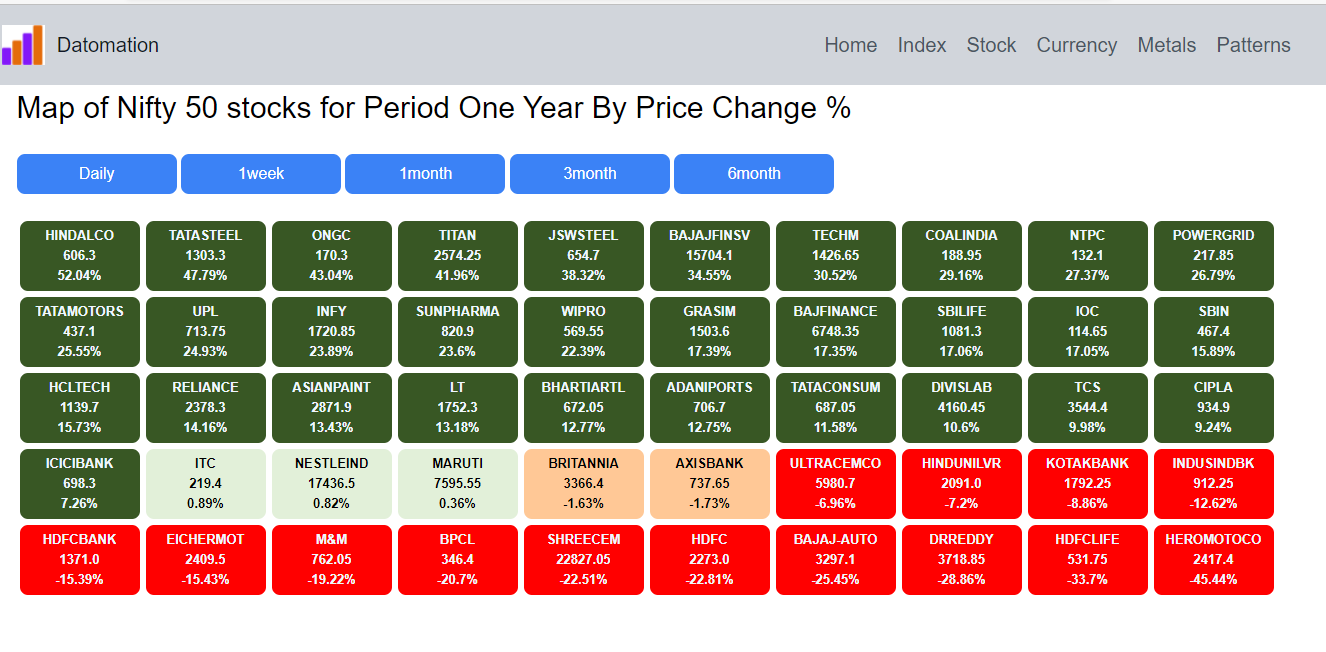 Datomation
Home Index Stock Currency Metals Patterns
Map of Nifty 50 stocks for Period One Year By Price Change %
Daily 1week 1month 3month 6month
HINDALCO TATASTEEL ONGC TITAN JSWSTEEL BAJAJFINSV TECHM COALINDIA NTPC POWERGRID
606.3 1303.3 170.3 2574.25 654.7 15704.1 1426.65 188.95 132.1 217.85
52.04% 47.79% 43.04% 41.96% 38.32% 34.55% 30.52% 29.16% 27.37% 26.79%
TATAMOTORS UPL INFY SUNPHARMA WIPRO GRASIM BAJFINANCE SBILIFE IOC SBIN
437.1 713.75 1720.85 820.9 569.55 1503.6 6748.35 1081.3 114.65 467.4
25.55% 24.93% 23.89% 23.6% 22.39% 17.39% 17.35% 17.06% 17.05% 15.89%
HCLTECH RELIANCE ASIANPAINT LT BHARTIARTL ADANIPORTS TATACONSUM DIVISLAB TCS CIPLA
1139.7 2378.3 2871.9 1752.3 672.05 706.7 687.05 4160.45 3544.4 934.9
15.73% 14.16% 13.43% 13.18% 12.77% 12.75% 11.58% 10.6% 9.98% 9.24%
ICICIBANK ITC NESTLEIND MARUTI BRITANNIA AXISBANK ULTRACEMCO HINDUNILVR KOTAKBANK INDUSINDBK
698.3 219.4 17436.5 7595.55 3366.4 737.65 5980.7 2091.0 1792.25 912.25
7.26% 0.89% 0.82% 0.36% -1.63% -1.73% -6.96% -7.2% -8.86% -12.62%
HDFCBANK EICHERMOT M&M BPCL SHREECEM HDFC BAJAJ-AUTO DRREDDY HDFCLIFE HEROMOTOCO
1371.0 2409.5 762.05 346.4 22827.05 2273.0 3297.1 3718.85 531.75 2417.4
-15.39% -15.43% -19.22% -20.7% -22.51% -22.81% -25.45% -28.86% -33.7% -45.44%